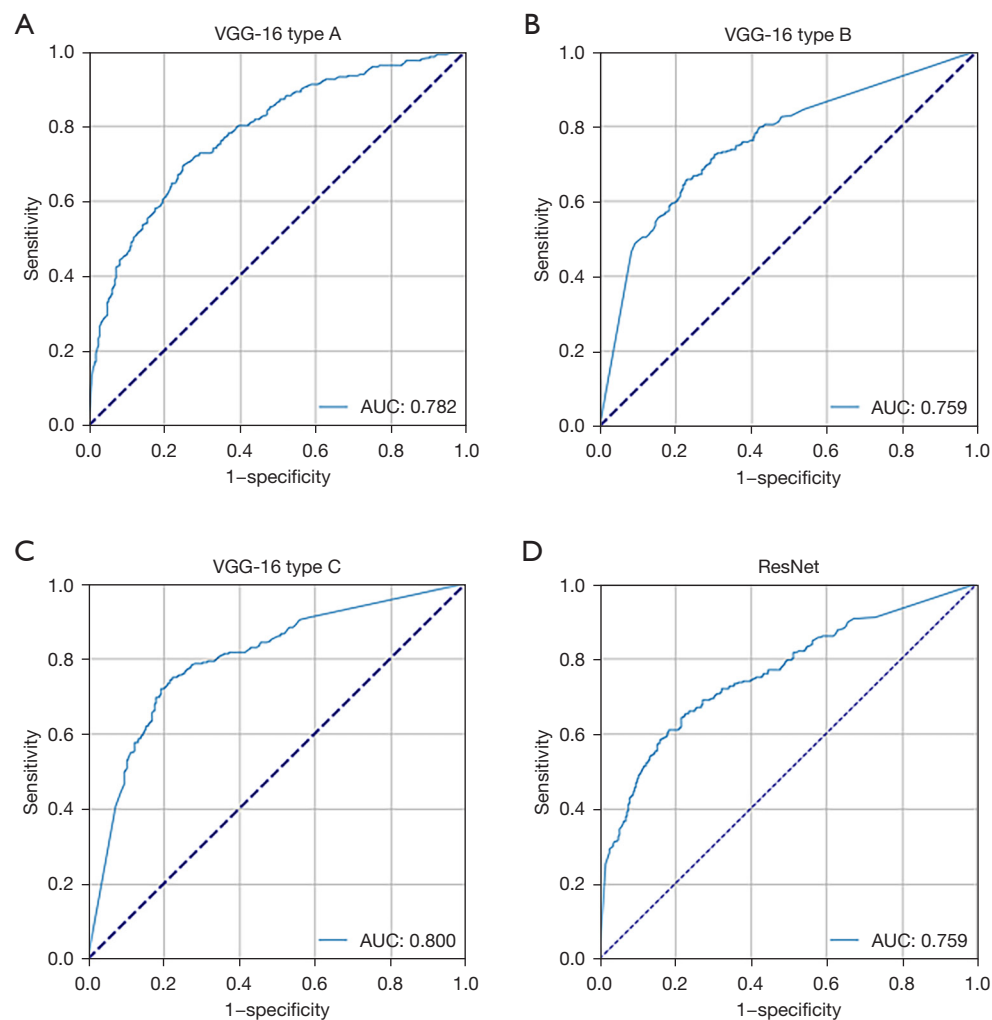 A
VGG-16 type A
1.0
0.8
0.6
0.4
0.2
0.0
Sensitivity
AUC: 0.782
0.0 0.2 0.4 0.6 0.8 1.0
1–specificity
B
VGG-16 type B
1.0
0.8
0.6
0.4
0.2
0.0
Sensitivity
AUC: 0.759
0.0 0.2 0.4 0.6 0.8 1.0
1–specificity
C
VGG-16 type C
1.0
0.8
0.6
0.4
0.2
0.0
Sensitivity
AUC: 0.800
0.0 0.2 0.4 0.6 0.8 1.0
1–specificity
D
ResNet
1.0
0.8
0.6
0.4
0.2
0.0
Sensitivity
AUC: 0.759
0.0 0.2 0.4 0.6 0.8 1.0
1–specificity